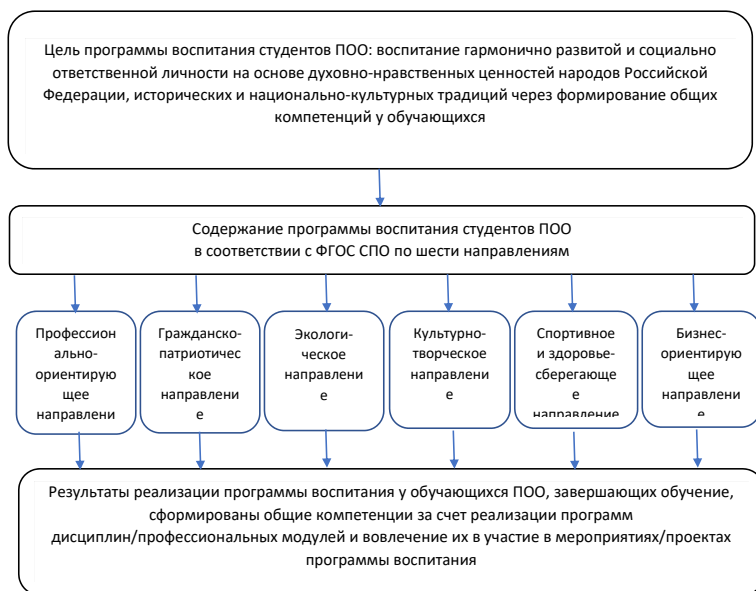 Цель программы воспитания студентов ПОО: воспитание гармонично развитой и социально
ответственной личности на основе духовно-нравственных ценностей народов Российской
Федерации, исторических и национально-культурных традиций через формирование общих
компетенций у обучающихся
Содержание программы воспитания студентов ПОО
в соответствии с ФГОС СПО по шести направлениям
Профессион
ально-
ориентирую
щее
направлени
Гражданско-
патриотичес
кое
направлени
е
Экологи-
ческое
направлени
е
Культурно-
творческое
направлени
е
Спортивное
и здоровье-
сберегающе
е
направление
Бизнес-
ориентирую
щее
направлени
е
Результаты реализации программы воспитания у обучающихся ПОО, завершающих обучение,
сформированы общие компетенции за счет реализации программ
дисциплин/профессиональных модулей и вовлечение их в участие в мероприятиях/проектах
программы воспитания